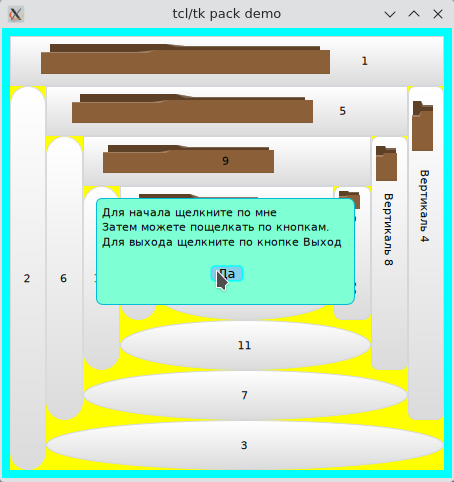 tcl/tk pack demo
1
5
9
Для начала щелкните по мне
Затем можете пощелкать по кнопкам.
Для выхода щелкните по кнопке Выход
Да
2
6
Вертикаль 8
Вертикаль 4
11
7
3